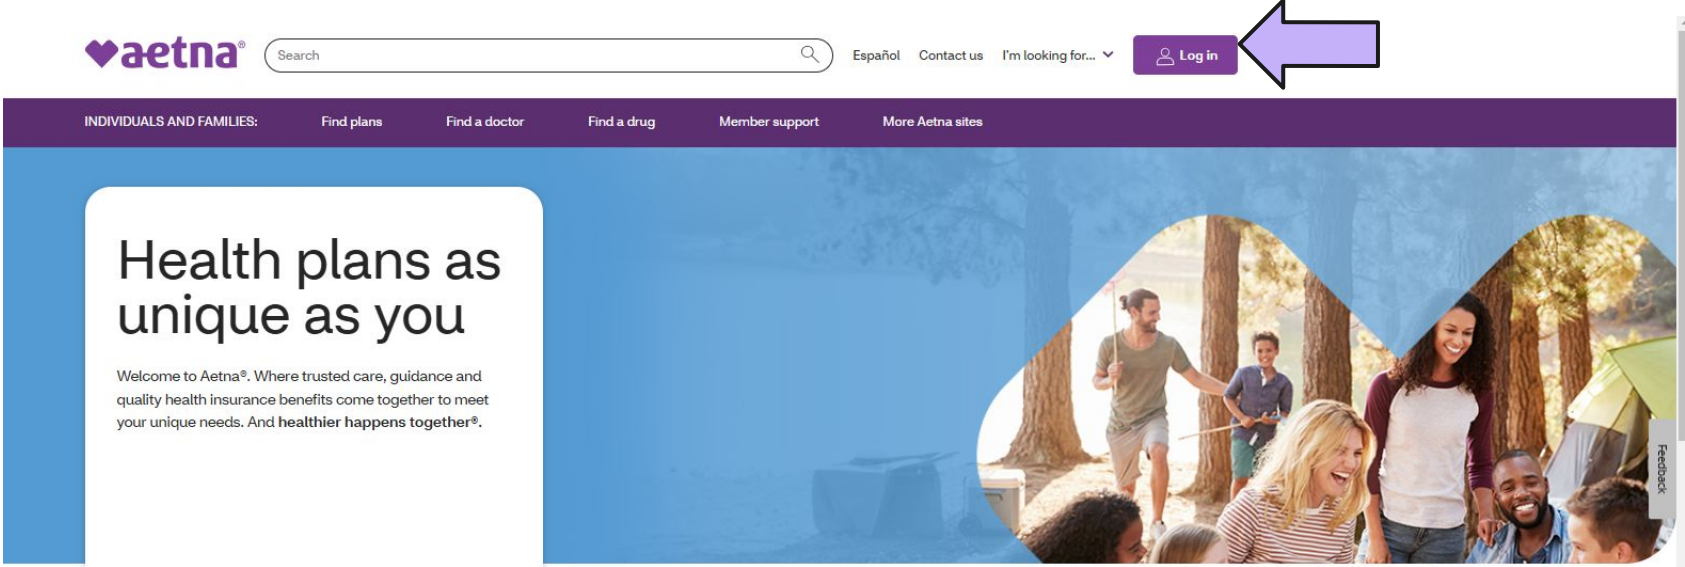 aetna®
Search
Español
Contact us
I'm looking for...
Log in
INDIVIDUALS AND FAMILIES:
Find plans
Find a doctor
Find a drug
Member support
More Aetna sites
Health plans as
unique as you
Welcome to Aetna®. Where trusted care, guidance and
quality health insurance benefits come together to meet
your unique needs. And healthier happens together®.
Feedback